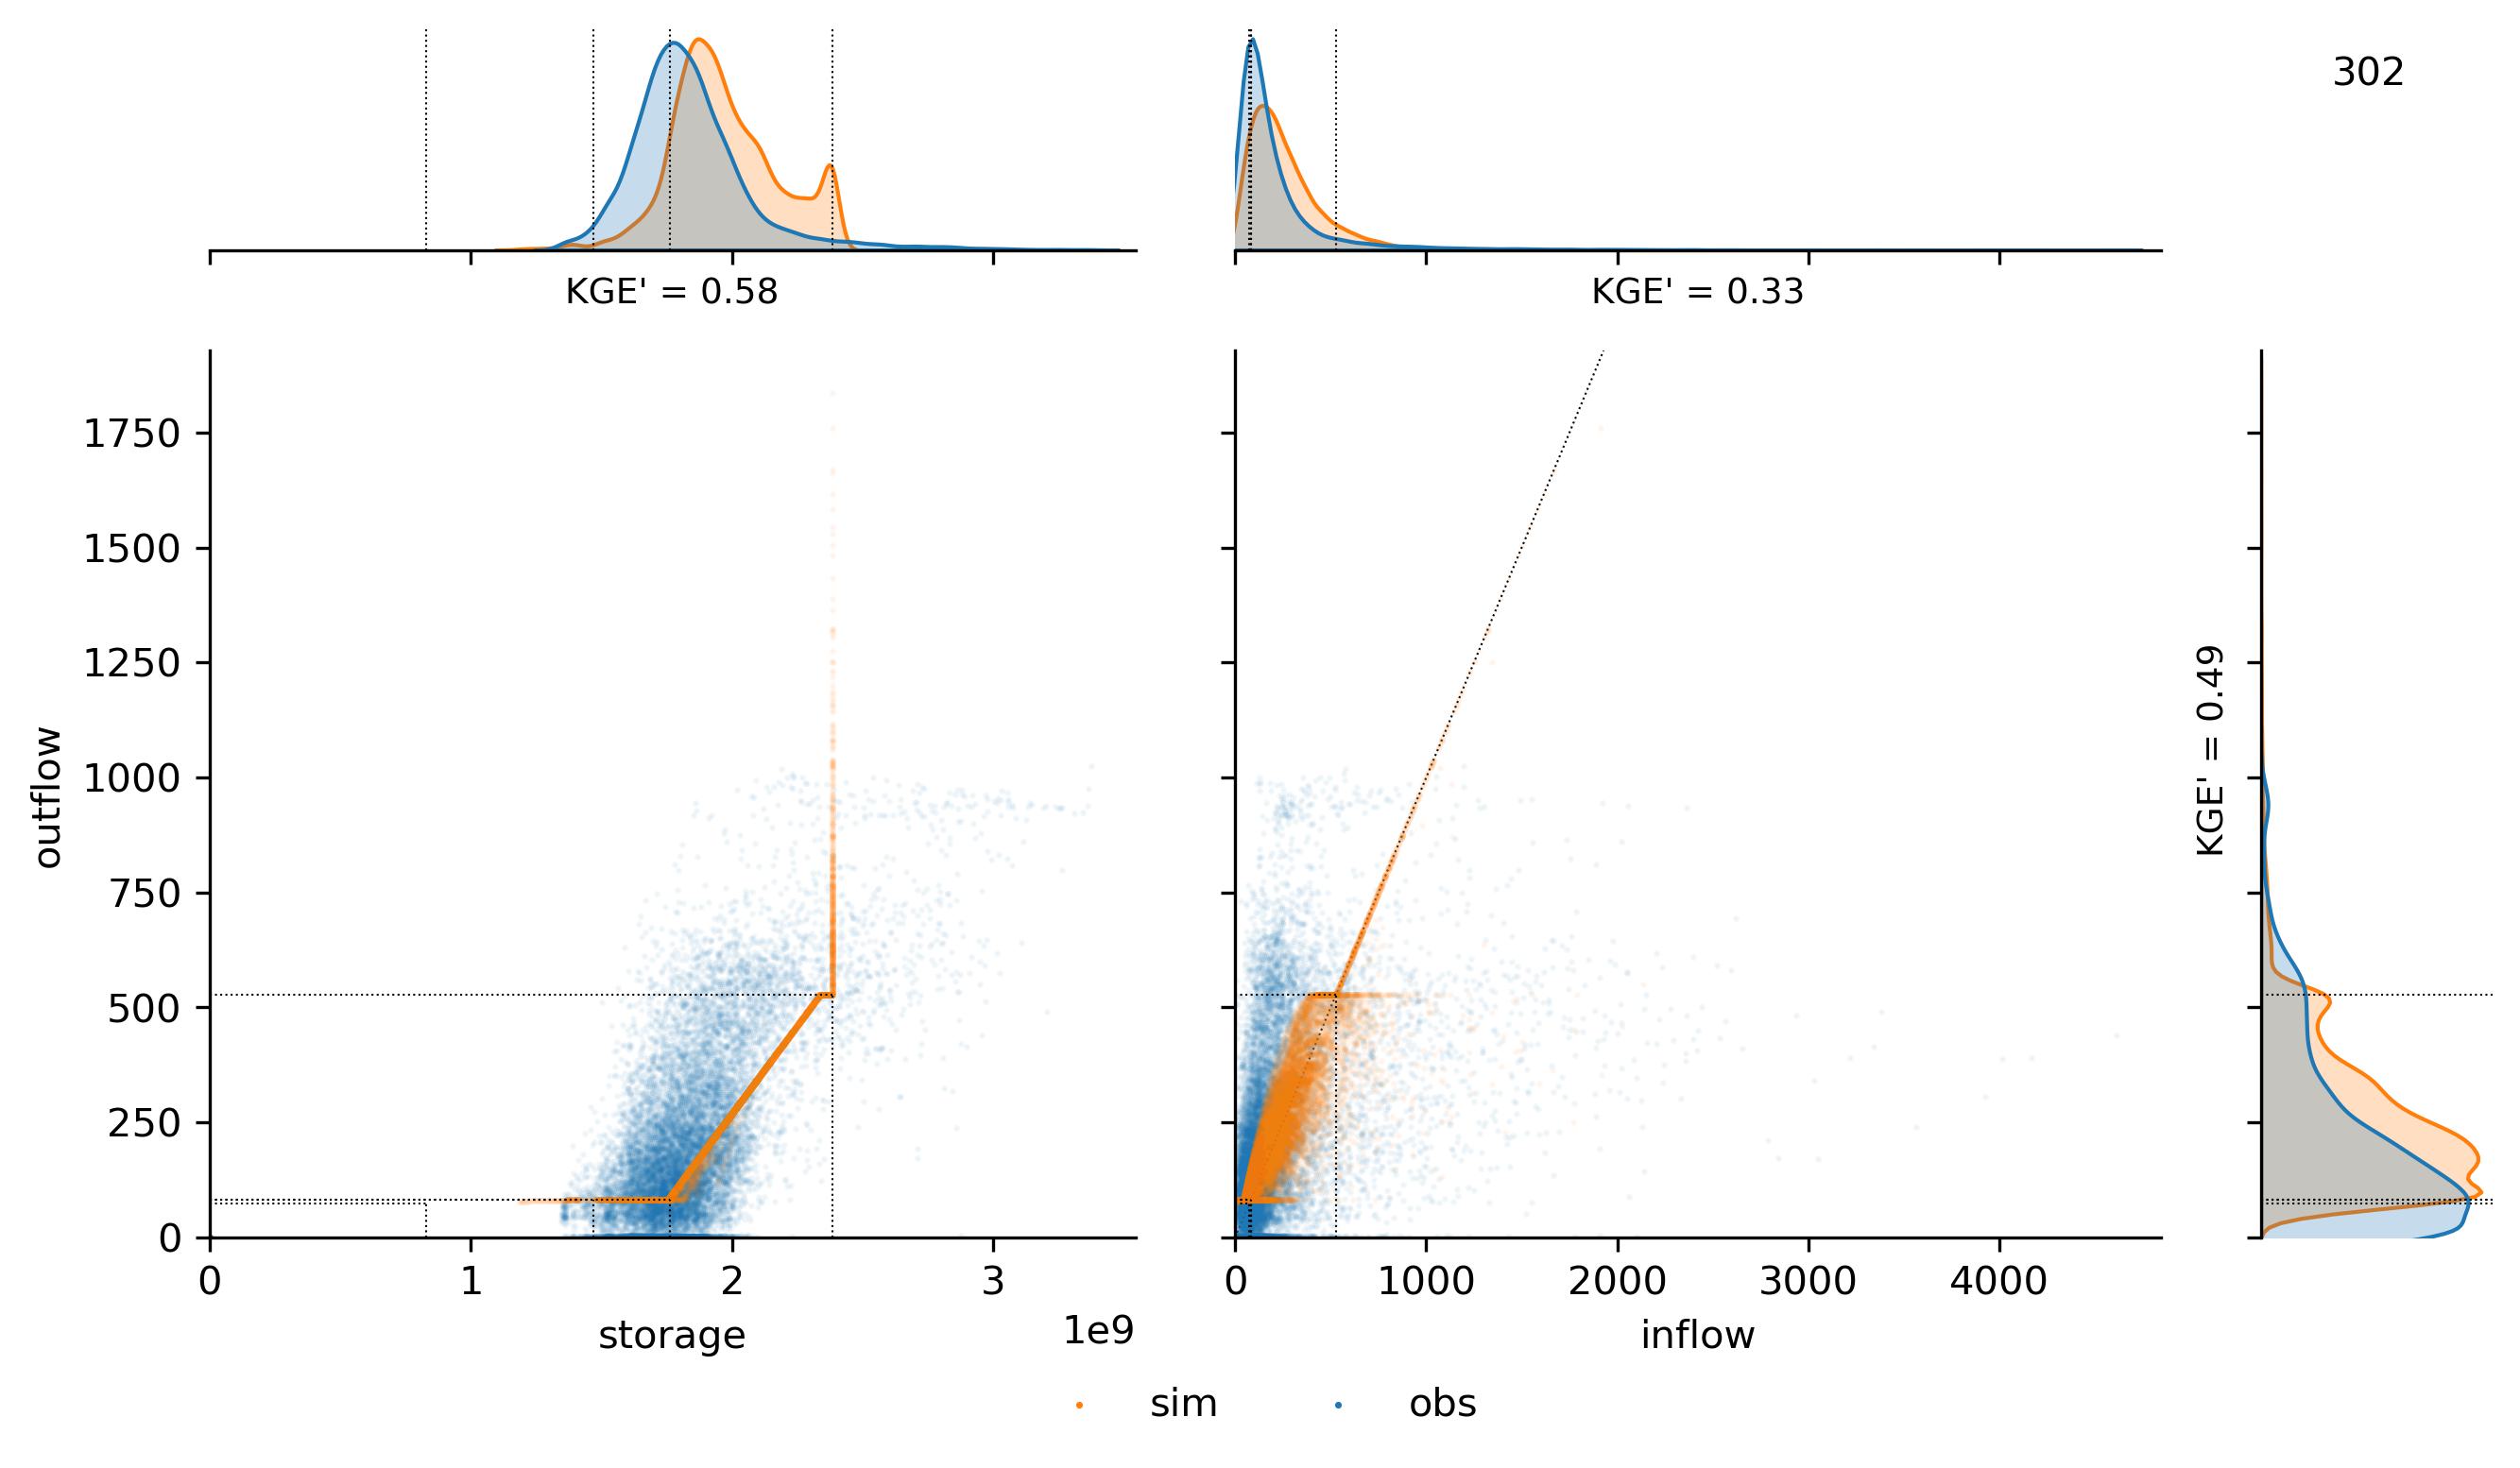 302
KGE' = 0.58
KGE' = 0.33
1750
1500
1250
1000
750
500
250
0
outflow
KGE' = 0.49
0 1 2 3
0 1000 2000 3000 4000
1e9
storage
inflow
sim obs